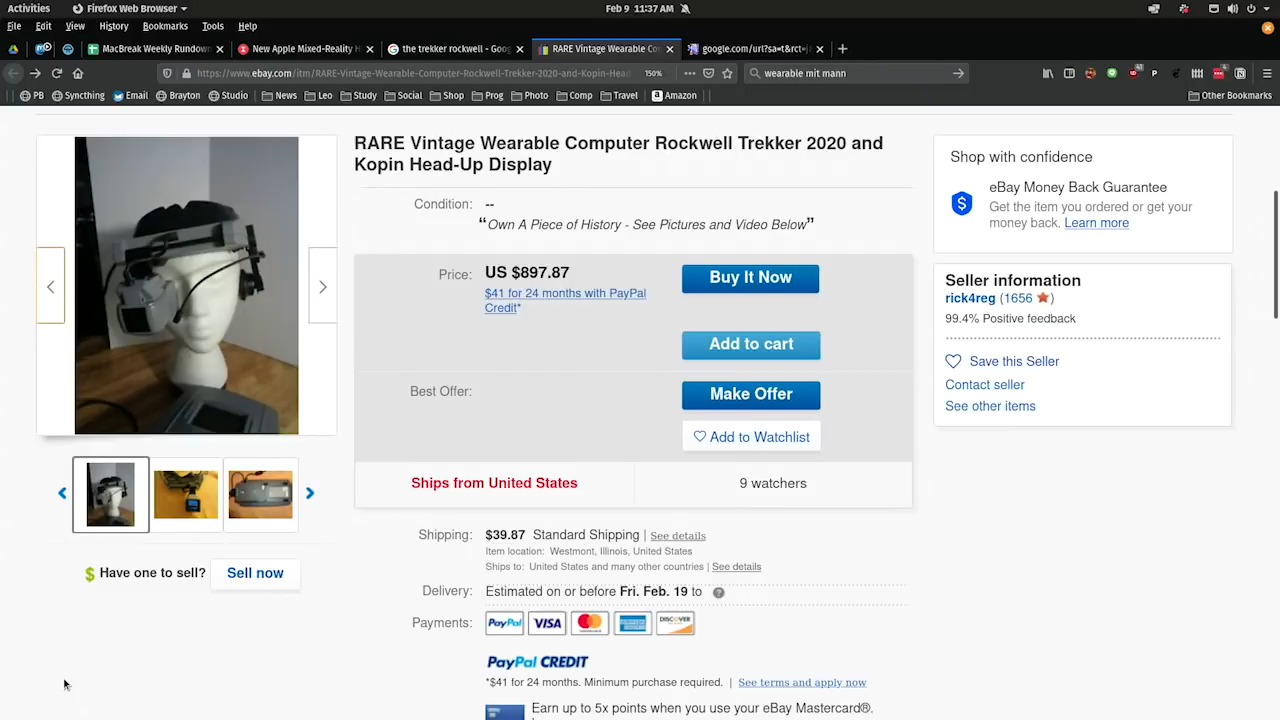 Activities
Firefox Web Browser
Feb 9 11:37 AM
File Edit View History Bookmarks Tools Help
MacBreak Weekly Rundown
New Apple Mixed-Reality H
the trekker rockwell - Goog
RARE Vintage Wearable Co
google.com/url?sa=t&rct=j
https://www.ebay.com/itm/RARE-Vintage-Wearable-Computer-Rockwell-Trekker-2020-and-Kopin-Head
150%
wearable mit mann
PB Syncthing Email Brayton Studio News Leo Study Social Shop Prog Photo Comp Travel Amazon Other Bookmarks
RARE Vintage Wearable Computer Rockwell Trekker 2020 and
Kopin Head-Up Display
Condition: --
“Own A Piece of History - See Pictures and Video Below”
Price: US $897.87
$41 for 24 months with PayPal
Credit*
Buy It Now
Add to cart
Best Offer:
Make Offer
Add to Watchlist
Ships from United States
9 watchers
Shipping: $39.87 Standard Shipping | See details
Item location: Westmont, Illinois, United States
Ships to: United States and many other countries | See details
Delivery: Estimated on or before Fri. Feb. 19 to ?
Payments: PayPal VISA MasterCard AMERICAN EXPRESS DISCOVER
PayPal CREDIT
*$41 for 24 months. Minimum purchase required. | See terms and apply now
Earn up to 5x points when you use your eBay Mastercard®.
Have one to sell? Sell now
Shop with confidence
eBay Money Back Guarantee
Get the item you ordered or get your
money back. Learn more
Seller information
rick4reg (1656 )
99.4% Positive feedback
Save this Seller
Contact seller
See other items